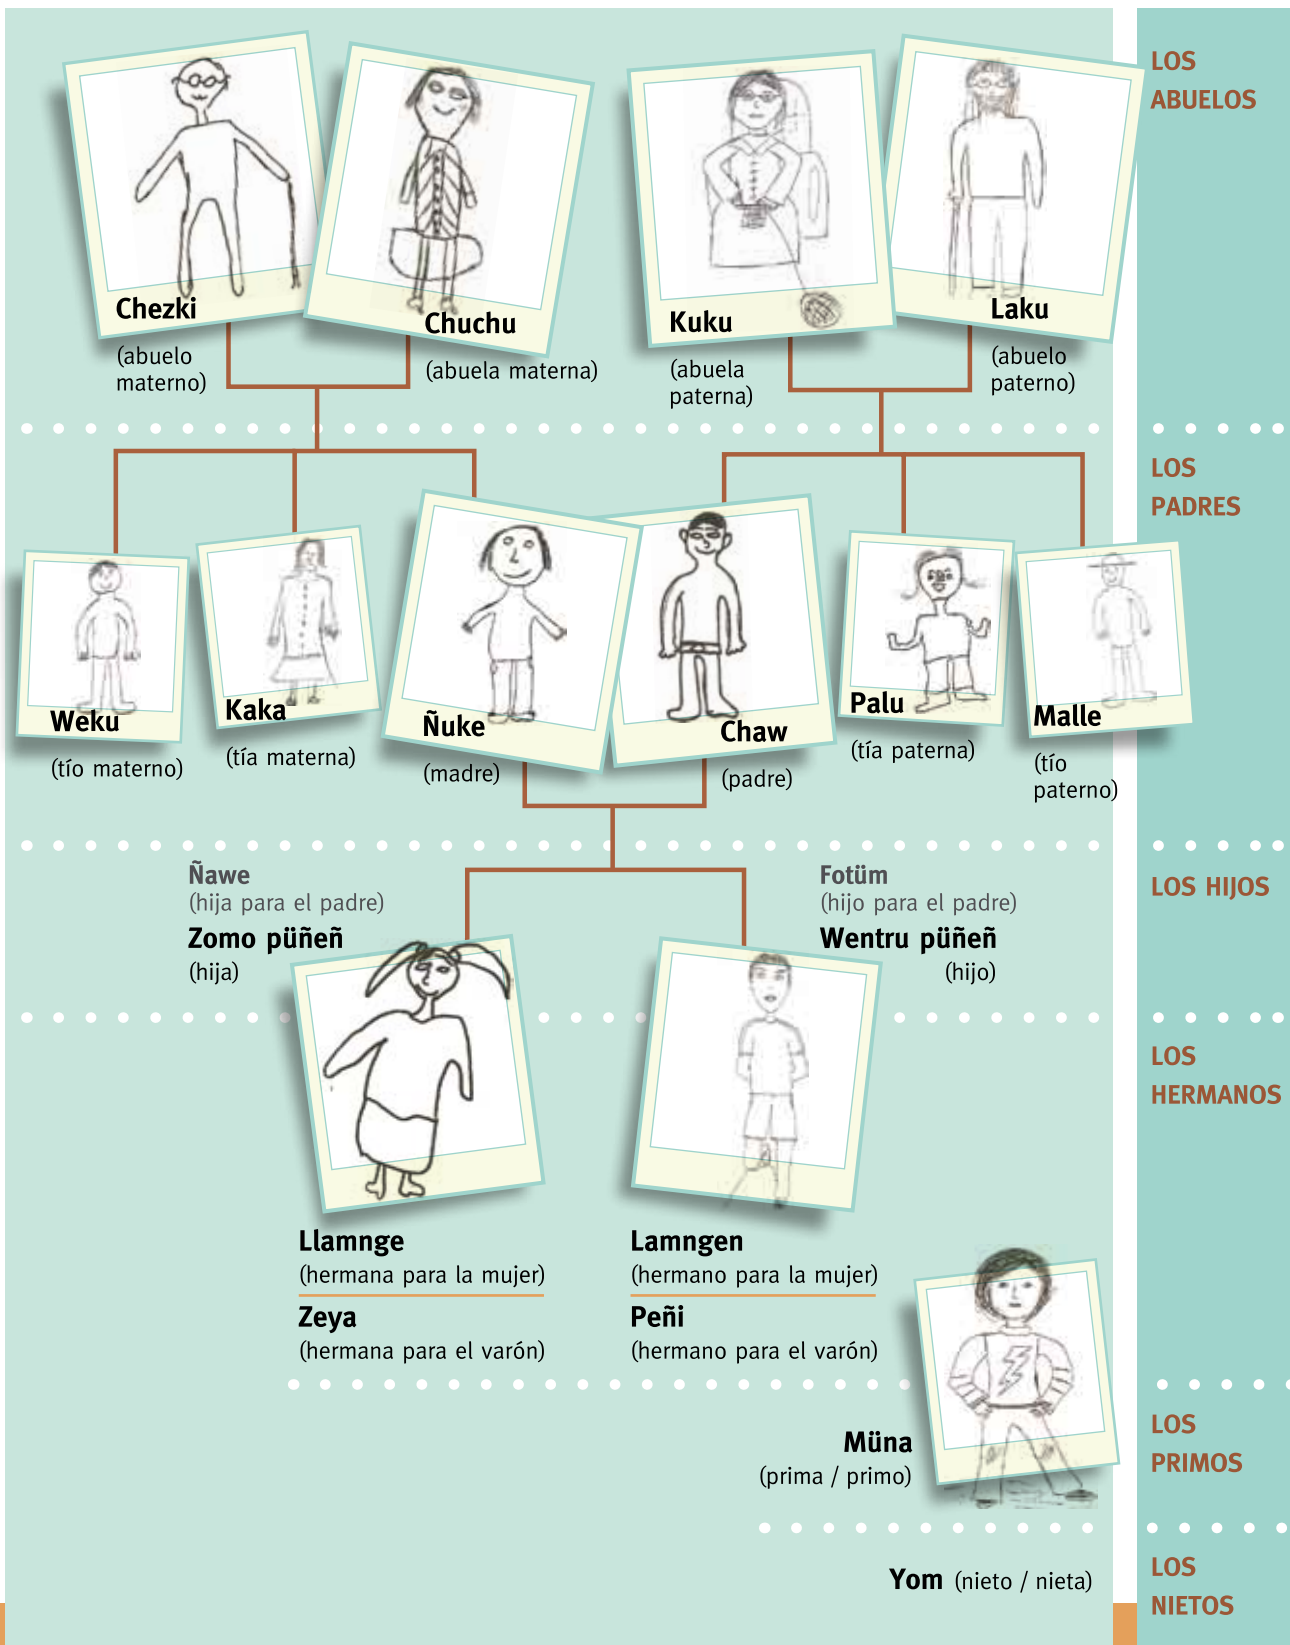 LOS
ABUELOS
Chezki
(abuelo
materno)
Chuchu
(abuela materna)
Kuku
(abuela
paterna)
Laku
(abuelo
paterno)
LOS
PADRES
Weku
(tío materno)
Kaka
(tía materna)
Ñuke
(madre)
Chaw
(padre)
Palu
(tía paterna)
Malle
(tío
paterno)
LOS HIJOS
Ñawe
(hija para el padre)
Zomo püñeñ
(hija)
Fotüm
(hijo para el padre)
Wentru püñeñ
(hijo)
LOS
HERMANOS
Llamnge
(hermana para la mujer)
Zeya
(hermana para el varón)
Lamngen
(hermano para la mujer)
Peñi
(hermano para el varón)
LOS
PRIMOS
Müna
(prima / primo)
LOS
NIETOS
Yom (nieto / nieta)